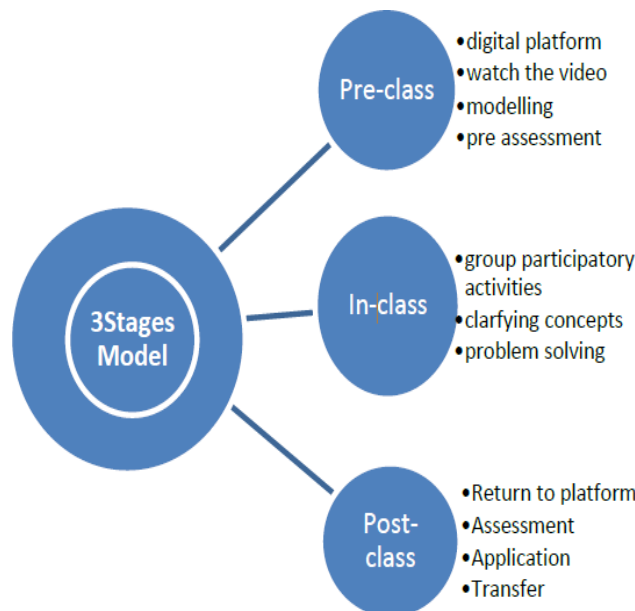 3Stages
Model
Pre-class
•digital platform
•watch the video
•modelling
•pre assessment
In-class
•group participatory
activities
•clarfying concepts
•problem solving
Post-
class
•Return to platform
•Assessment
•Application
•Transfer